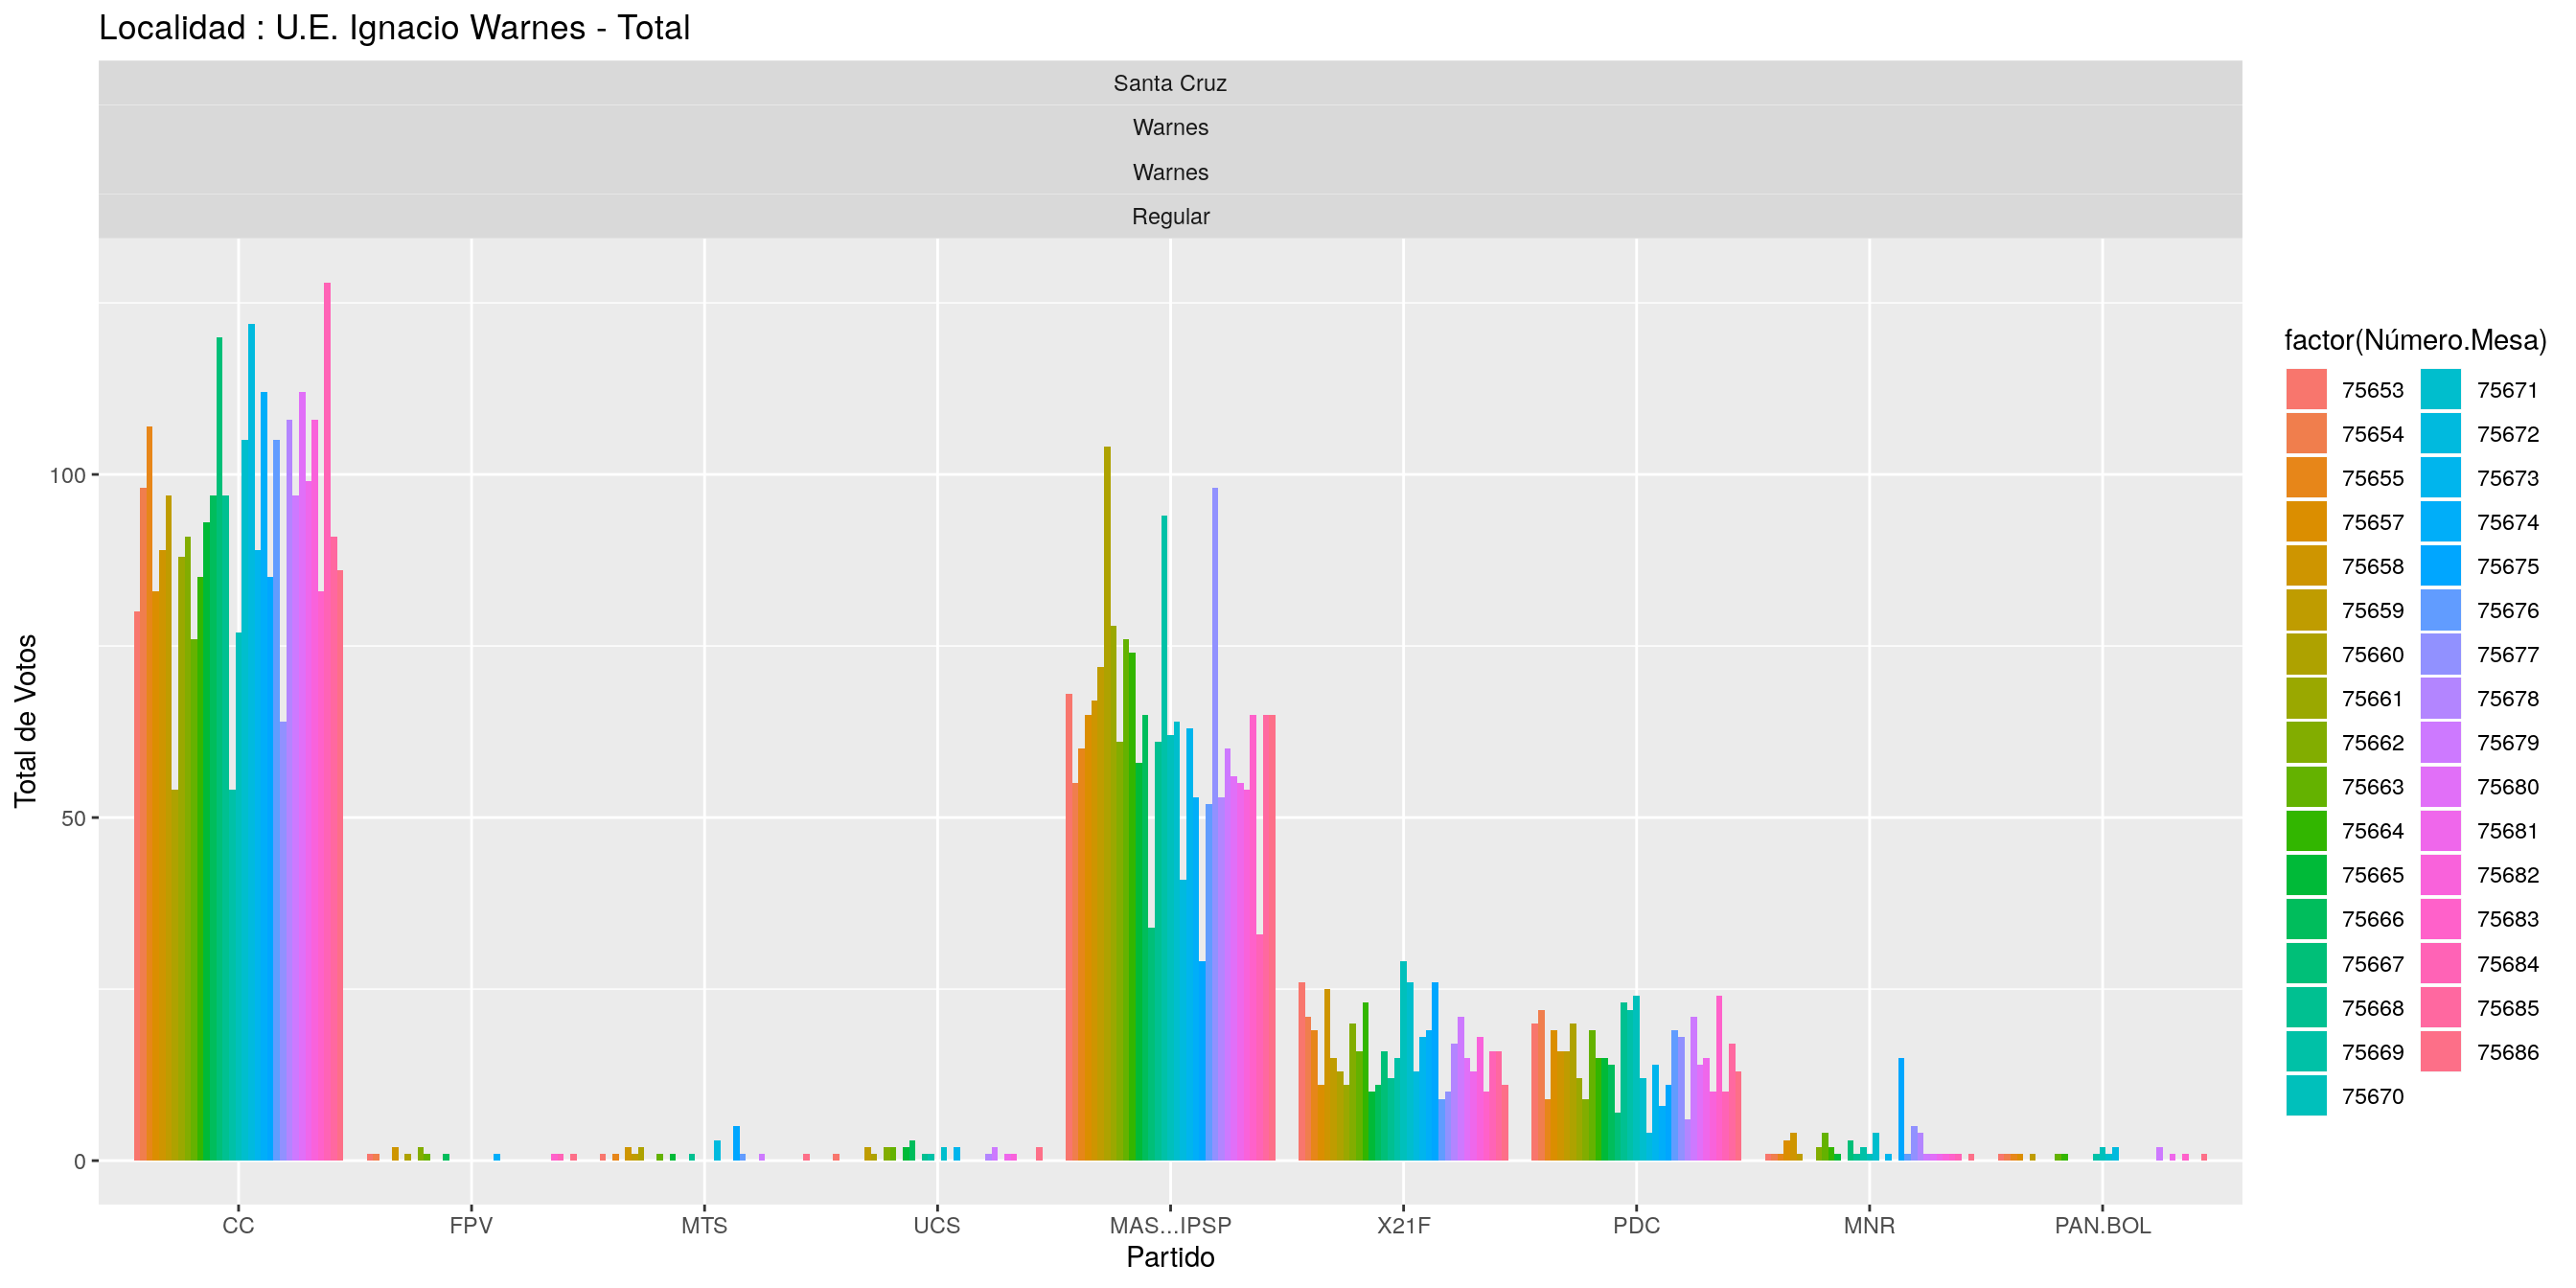 Localidad : U.E. Ignacio Warnes - Total
Santa Cruz
Warnes
Warnes
Regular
Total de Votos
100
50
0
CC FPV MTS UCS MAS...IPSP X21F PDC MNR PAN.BOL
Partido
factor(Número.Mesa)
75653 75671
75654 75672
75655 75673
75657 75674
75658 75675
75659 75676
75660 75677
75661 75678
75662 75679
75663 75680
75664 75681
75665 75682
75666 75683
75667 75684
75668 75685
75669 75686
75670